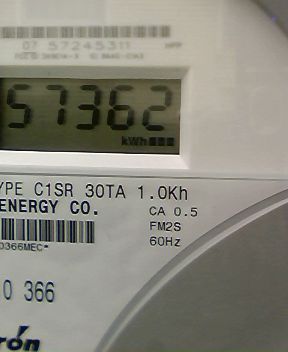 07 57245311
57362
kWh
YPE C1SR 30TA 1.0Kh
ENERGY CO.
CA 0.5
FM2S
60Hz
0366MEC*
0 366
rón